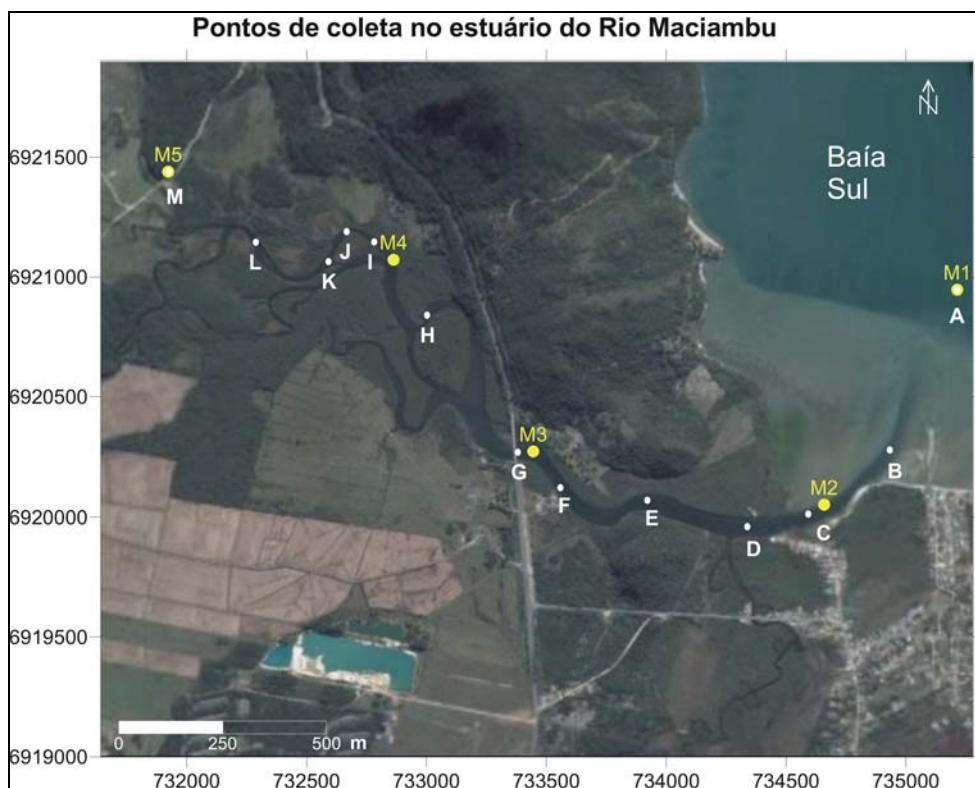 Pontos de coleta no estuário do Rio Maciambu
N
6921500
M5
M
Baía
Sul
J
I
M4
L
K
6921000
M1
A
H
6920500
M3
G
B
F
E
M2
C
6920000
D
6919500
0 250 500 m
6919000
732000 732500 733000 733500 734000 734500 735000